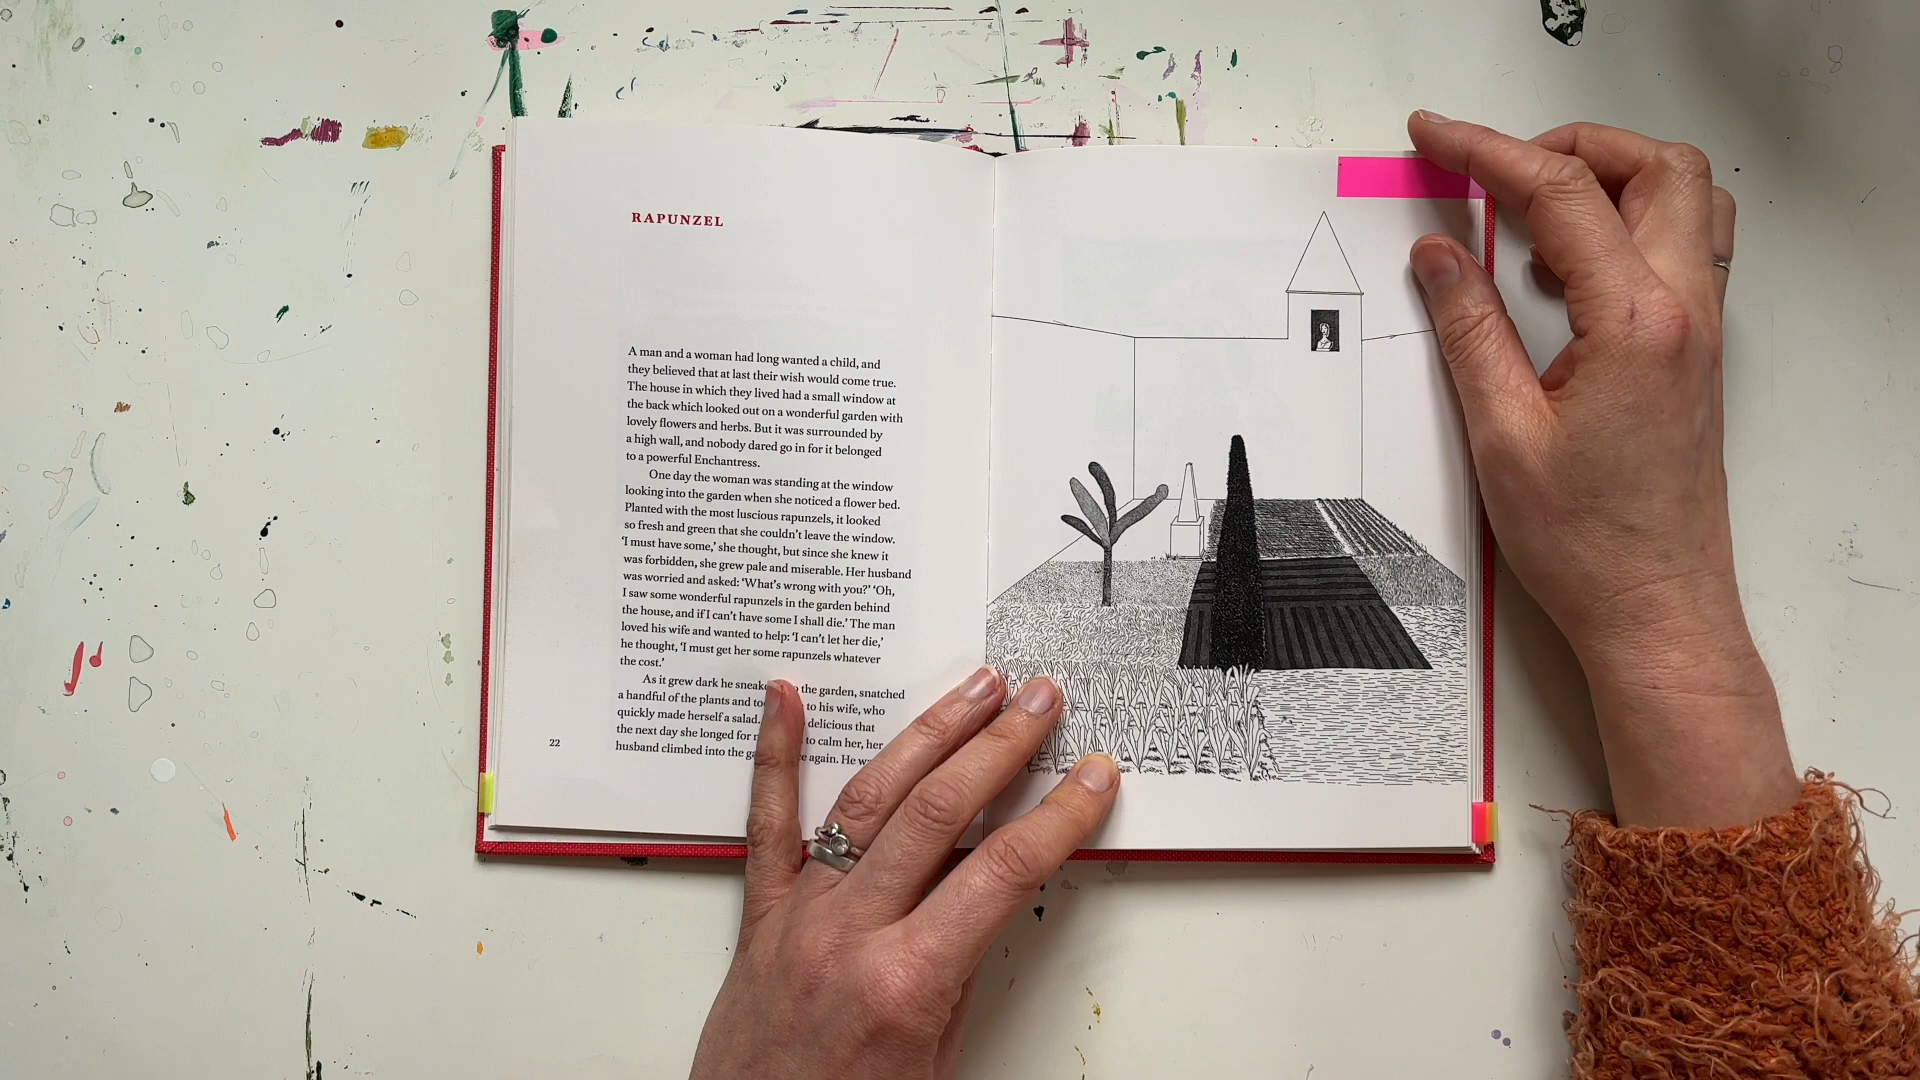 RAPUNZEL
A man and a woman had long wanted a child, and
they believed that at last their wish would come true.
The house in which they lived had a small window at
the back which looked out on a wonderful garden with
lovely flowers and herbs. But it was surrounded by
a high wall, and nobody dared go in for it belonged
to a powerful Enchantress.
One day the woman was standing at the window
looking into the garden when she noticed a flower bed.
Planted with the most luscious rapunzels, it looked
so fresh and green that she couldn't leave the window.
'I must have some,' she thought, but since she knew it
was forbidden, she grew pale and miserable. Her husband
was worried and asked: 'What's wrong with you?' 'Oh,
I saw some wonderful rapunzels in the garden behind
the house, and if I can't have some I shall die.' The man
loved his wife and wanted to help: 'I can't let her die,'
he thought, 'I must get her some rapunzels whatever
the cost.'
As it grew dark he the garden, snatched
a handful of the plants and to his wife, who
quickly made herself a salad. delicious that
the next day she longed for to calm her, her
husband climbed into the again. He
22